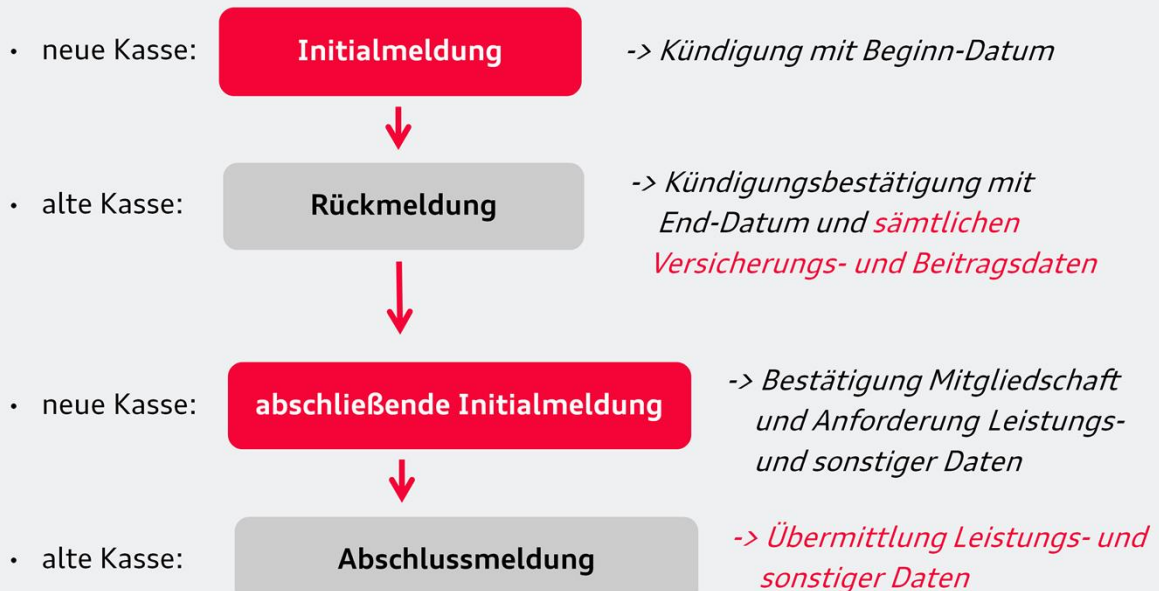 • neue Kasse: Initialmeldung -> Kündigung mit Beginn-Datum
• alte Kasse: Rückmeldung -> Kündigungsbestätigung mit
End-Datum und sämtlichen
Versicherungs- und Beitragsdaten
• neue Kasse: abschließende Initialmeldung -> Bestätigung Mitgliedschaft
und Anforderung Leistungs-
und sonstiger Daten
• alte Kasse: Abschlussmeldung -> Übermittlung Leistungs- und
sonstiger Daten